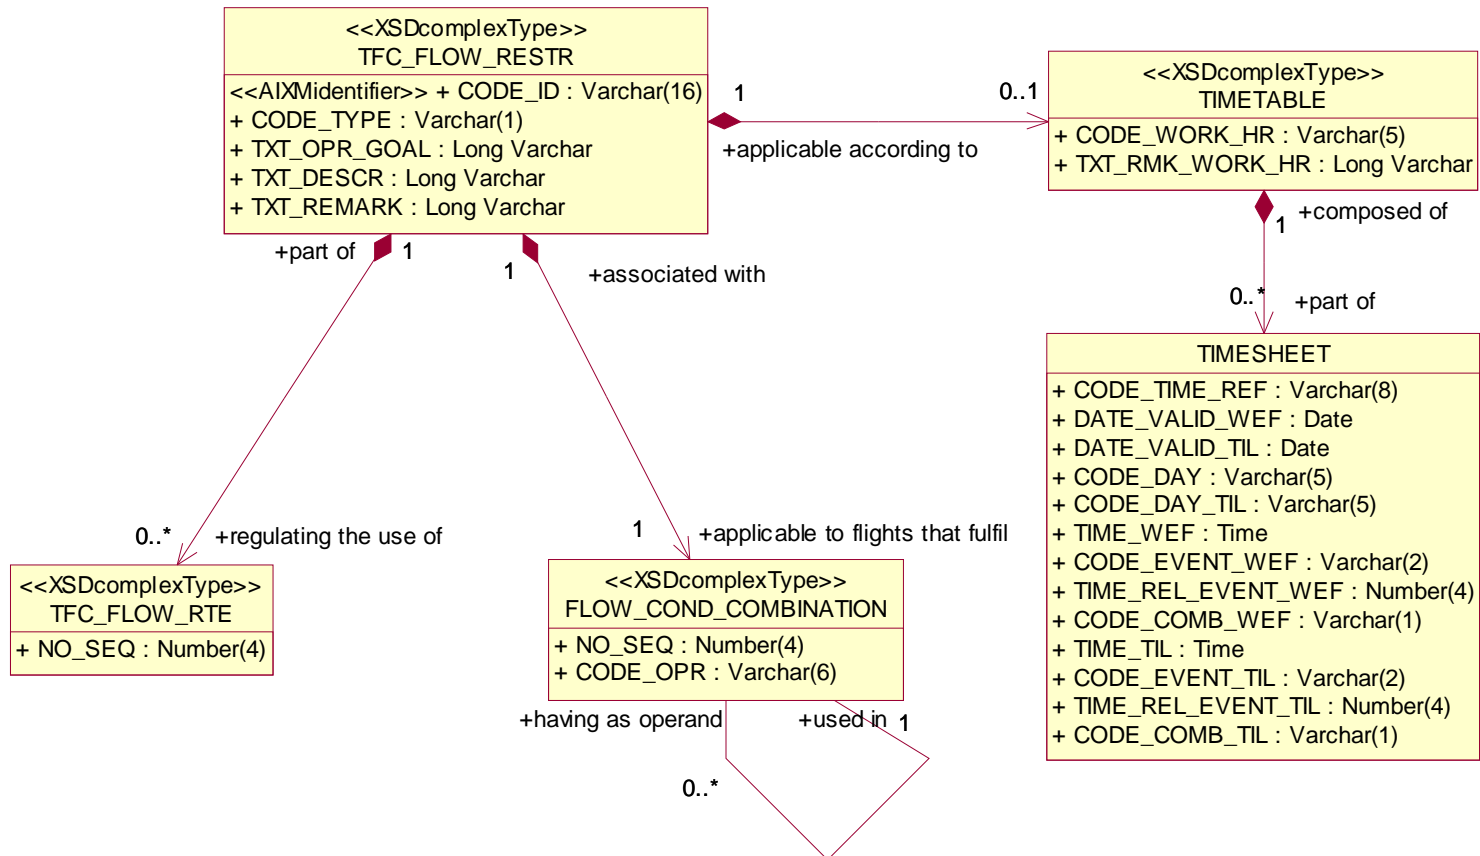 <<XSDcomplexType>>
TFC_FLOW_RESTR
<<AIXMidentifier>> + CODE_ID : Varchar(16)
+ CODE_TYPE : Varchar(1)
+ TXT_OPR_GOAL : Long Varchar
+ TXT_DESCR : Long Varchar
+ TXT_REMARK : Long Varchar
1
0..1
+applicable according to
<<XSDcomplexType>>
TIMETABLE
+ CODE_WORK_HR : Varchar(5)
+ TXT_RMK_WORK_HR : Long Varchar
+part of
1
1
+associated with
1
+composed of
0..*
+part of
TIMESHEET
+ CODE_TIME_REF : Varchar(8)
+ DATE_VALID_WEF : Date
+ DATE_VALID_TIL : Date
+ CODE_DAY : Varchar(5)
+ CODE_DAY_TIL : Varchar(5)
+ TIME_WEF : Time
+ CODE_EVENT_WEF : Varchar(2)
+ TIME_REL_EVENT_WEF : Number(4)
+ CODE_COMB_WEF : Varchar(1)
+ TIME_TIL : Time
+ CODE_EVENT_TIL : Varchar(2)
+ TIME_REL_EVENT_TIL : Number(4)
+ CODE_COMB_TIL : Varchar(1)
0..*
+regulating the use of
1
+applicable to flights that fulfil
<<XSDcomplexType>>
TFC_FLOW_RTE
+ NO_SEQ : Number(4)
<<XSDcomplexType>>
FLOW_COND_COMBINATION
+ NO_SEQ : Number(4)
+ CODE_OPR : Varchar(6)
+having as operand
+used in
1
0..*